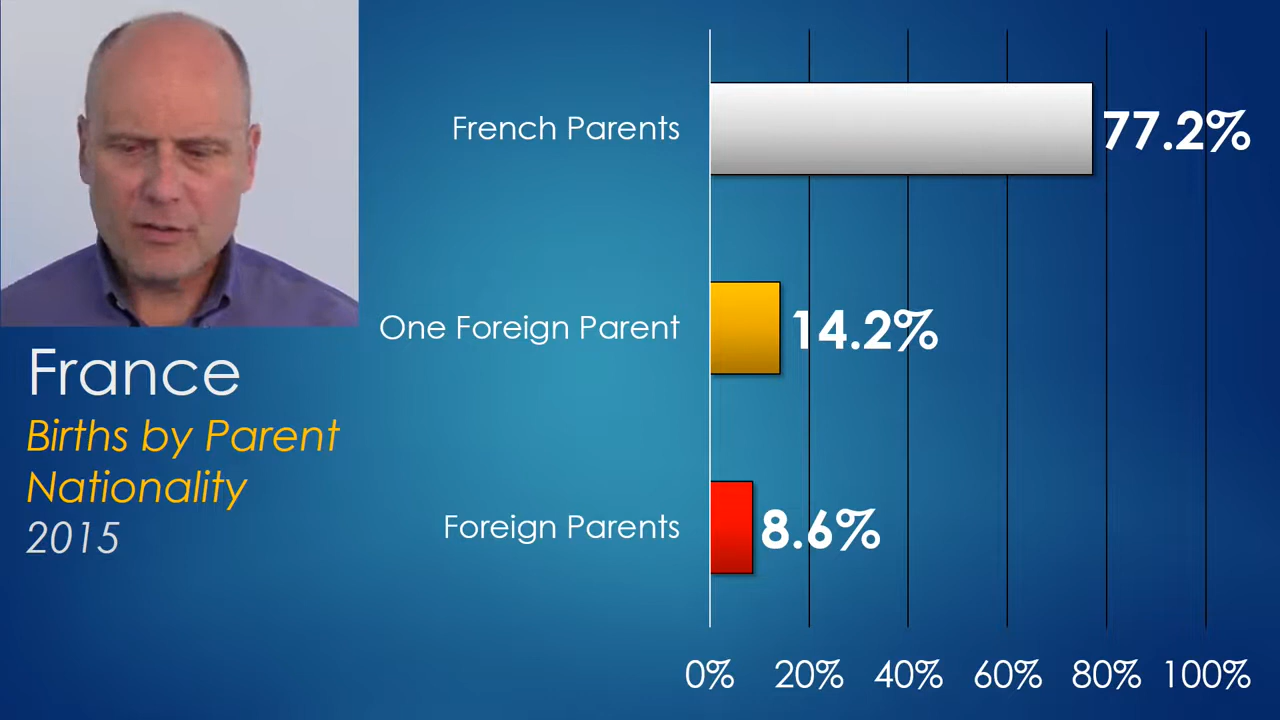 French Parents
77.2%
One Foreign Parent
14.2%
France
Births by Parent
Nationality
2015
Foreign Parents
8.6%
0% 20% 40% 60% 80% 100%